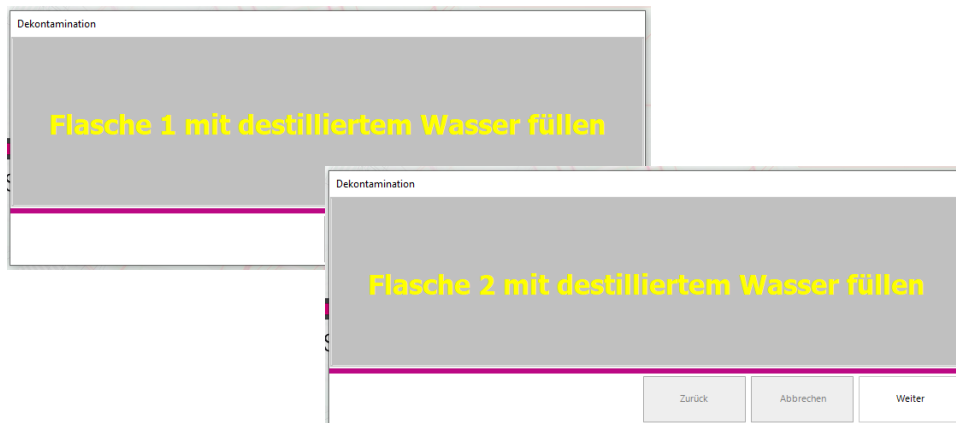 Dekontamination
Flasche 1 mit destilliertem Wasser füllen
Dekontamination
Flasche 2 mit destilliertem Wasser füllen
Zurück
Abbrechen
Weiter